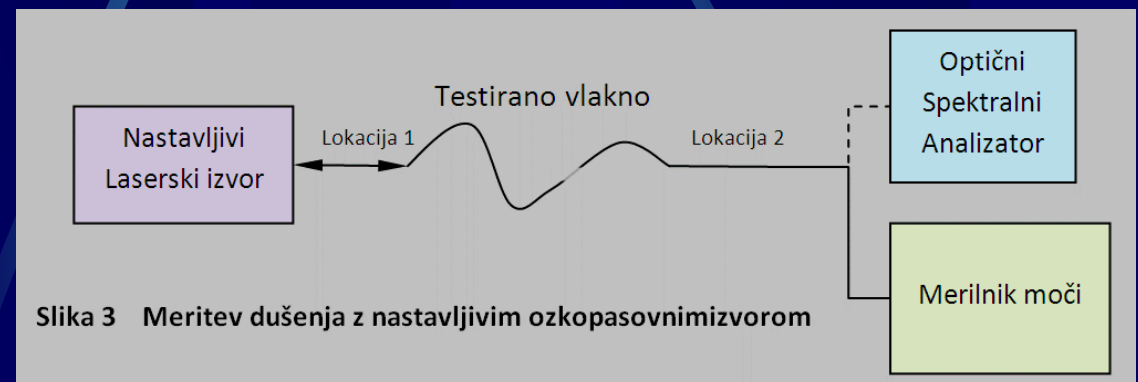 Optični
Spektralni
Analizator
Testirano vlakno
Nastavljivi
Laserski izvor
Lokacija 1
Lokacija 2
Merilnik moči
Slika 3 Meritev dušenja z nastavljivim ozkopasovnimizvorom